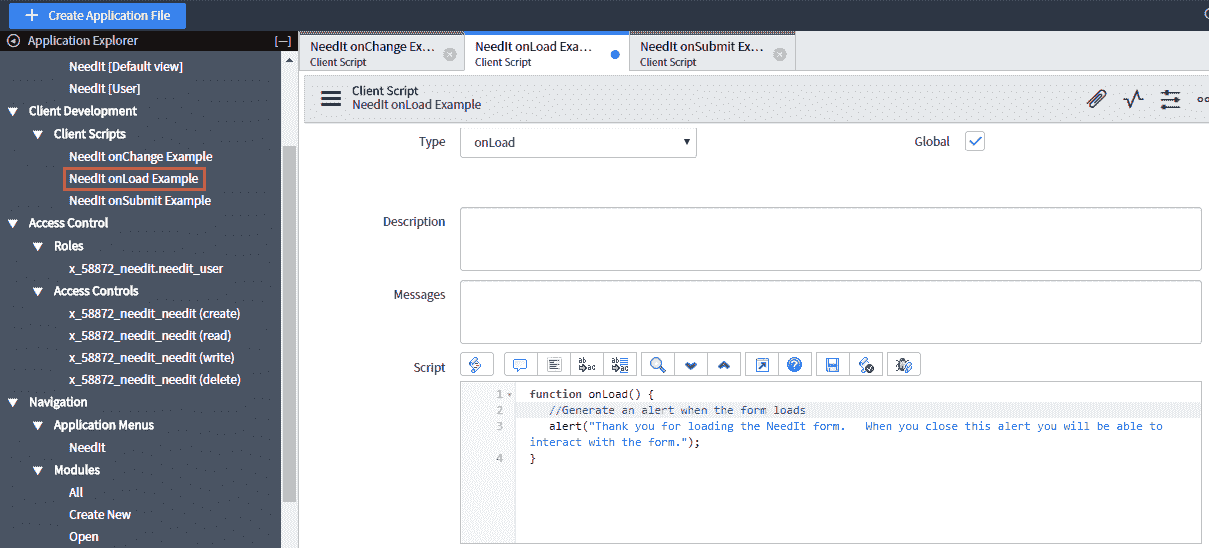 Create Application File
Application Explorer
NeedIt [Default view]
NeedIt [User]
Client Development
Client Scripts
NeedIt onChange Example
NeedIt onLoad Example
NeedIt onSubmit Example
Access Control
Roles
x_58872_needit.needit_user
Access Controls
x_58872_needit_needit (create)
x_58872_needit_needit (read)
x_58872_needit_needit (write)
x_58872_needit_needit (delete)
Navigation
Application Menus
NeedIt
Modules
All
Create New
Open
NeedIt onChange Ex...
Client Script
NeedIt onLoad Exa...
Client Script
NeedIt onSubmit Ex...
Client Script
Client Script
NeedIt onLoad Example
Type onLoad Global
Description
Messages
Script
1 function onLoad() {
2 //Generate an alert when the form loads
3 alert("Thank you for loading the NeedIt form.   When you close this alert you will be able to
interact with the form.");
4 }